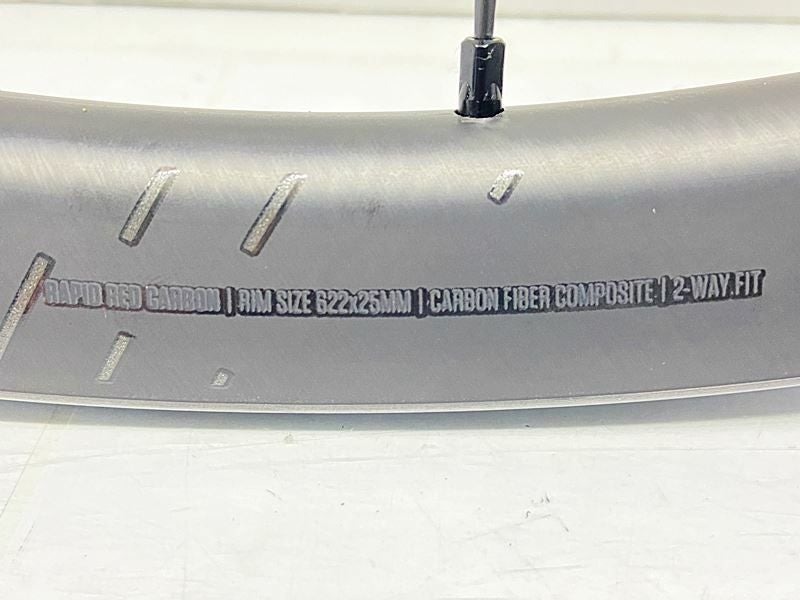 RAPID RED CARBON | RIM SIZE 622x25MM | CARBON FIBER COMPOSITE | 2-WAY FIT